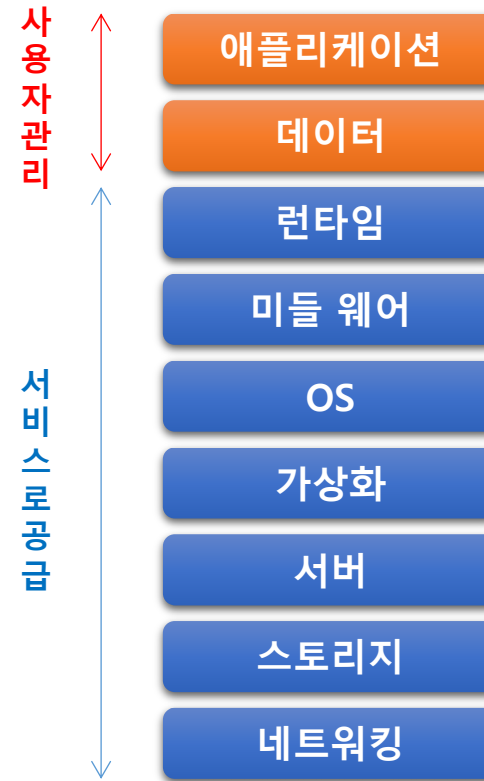 사용자관리
애플리케이션
데이터
서비스로공급
런타임
미들 웨어
OS
가상화
서버
스토리지
네트워킹